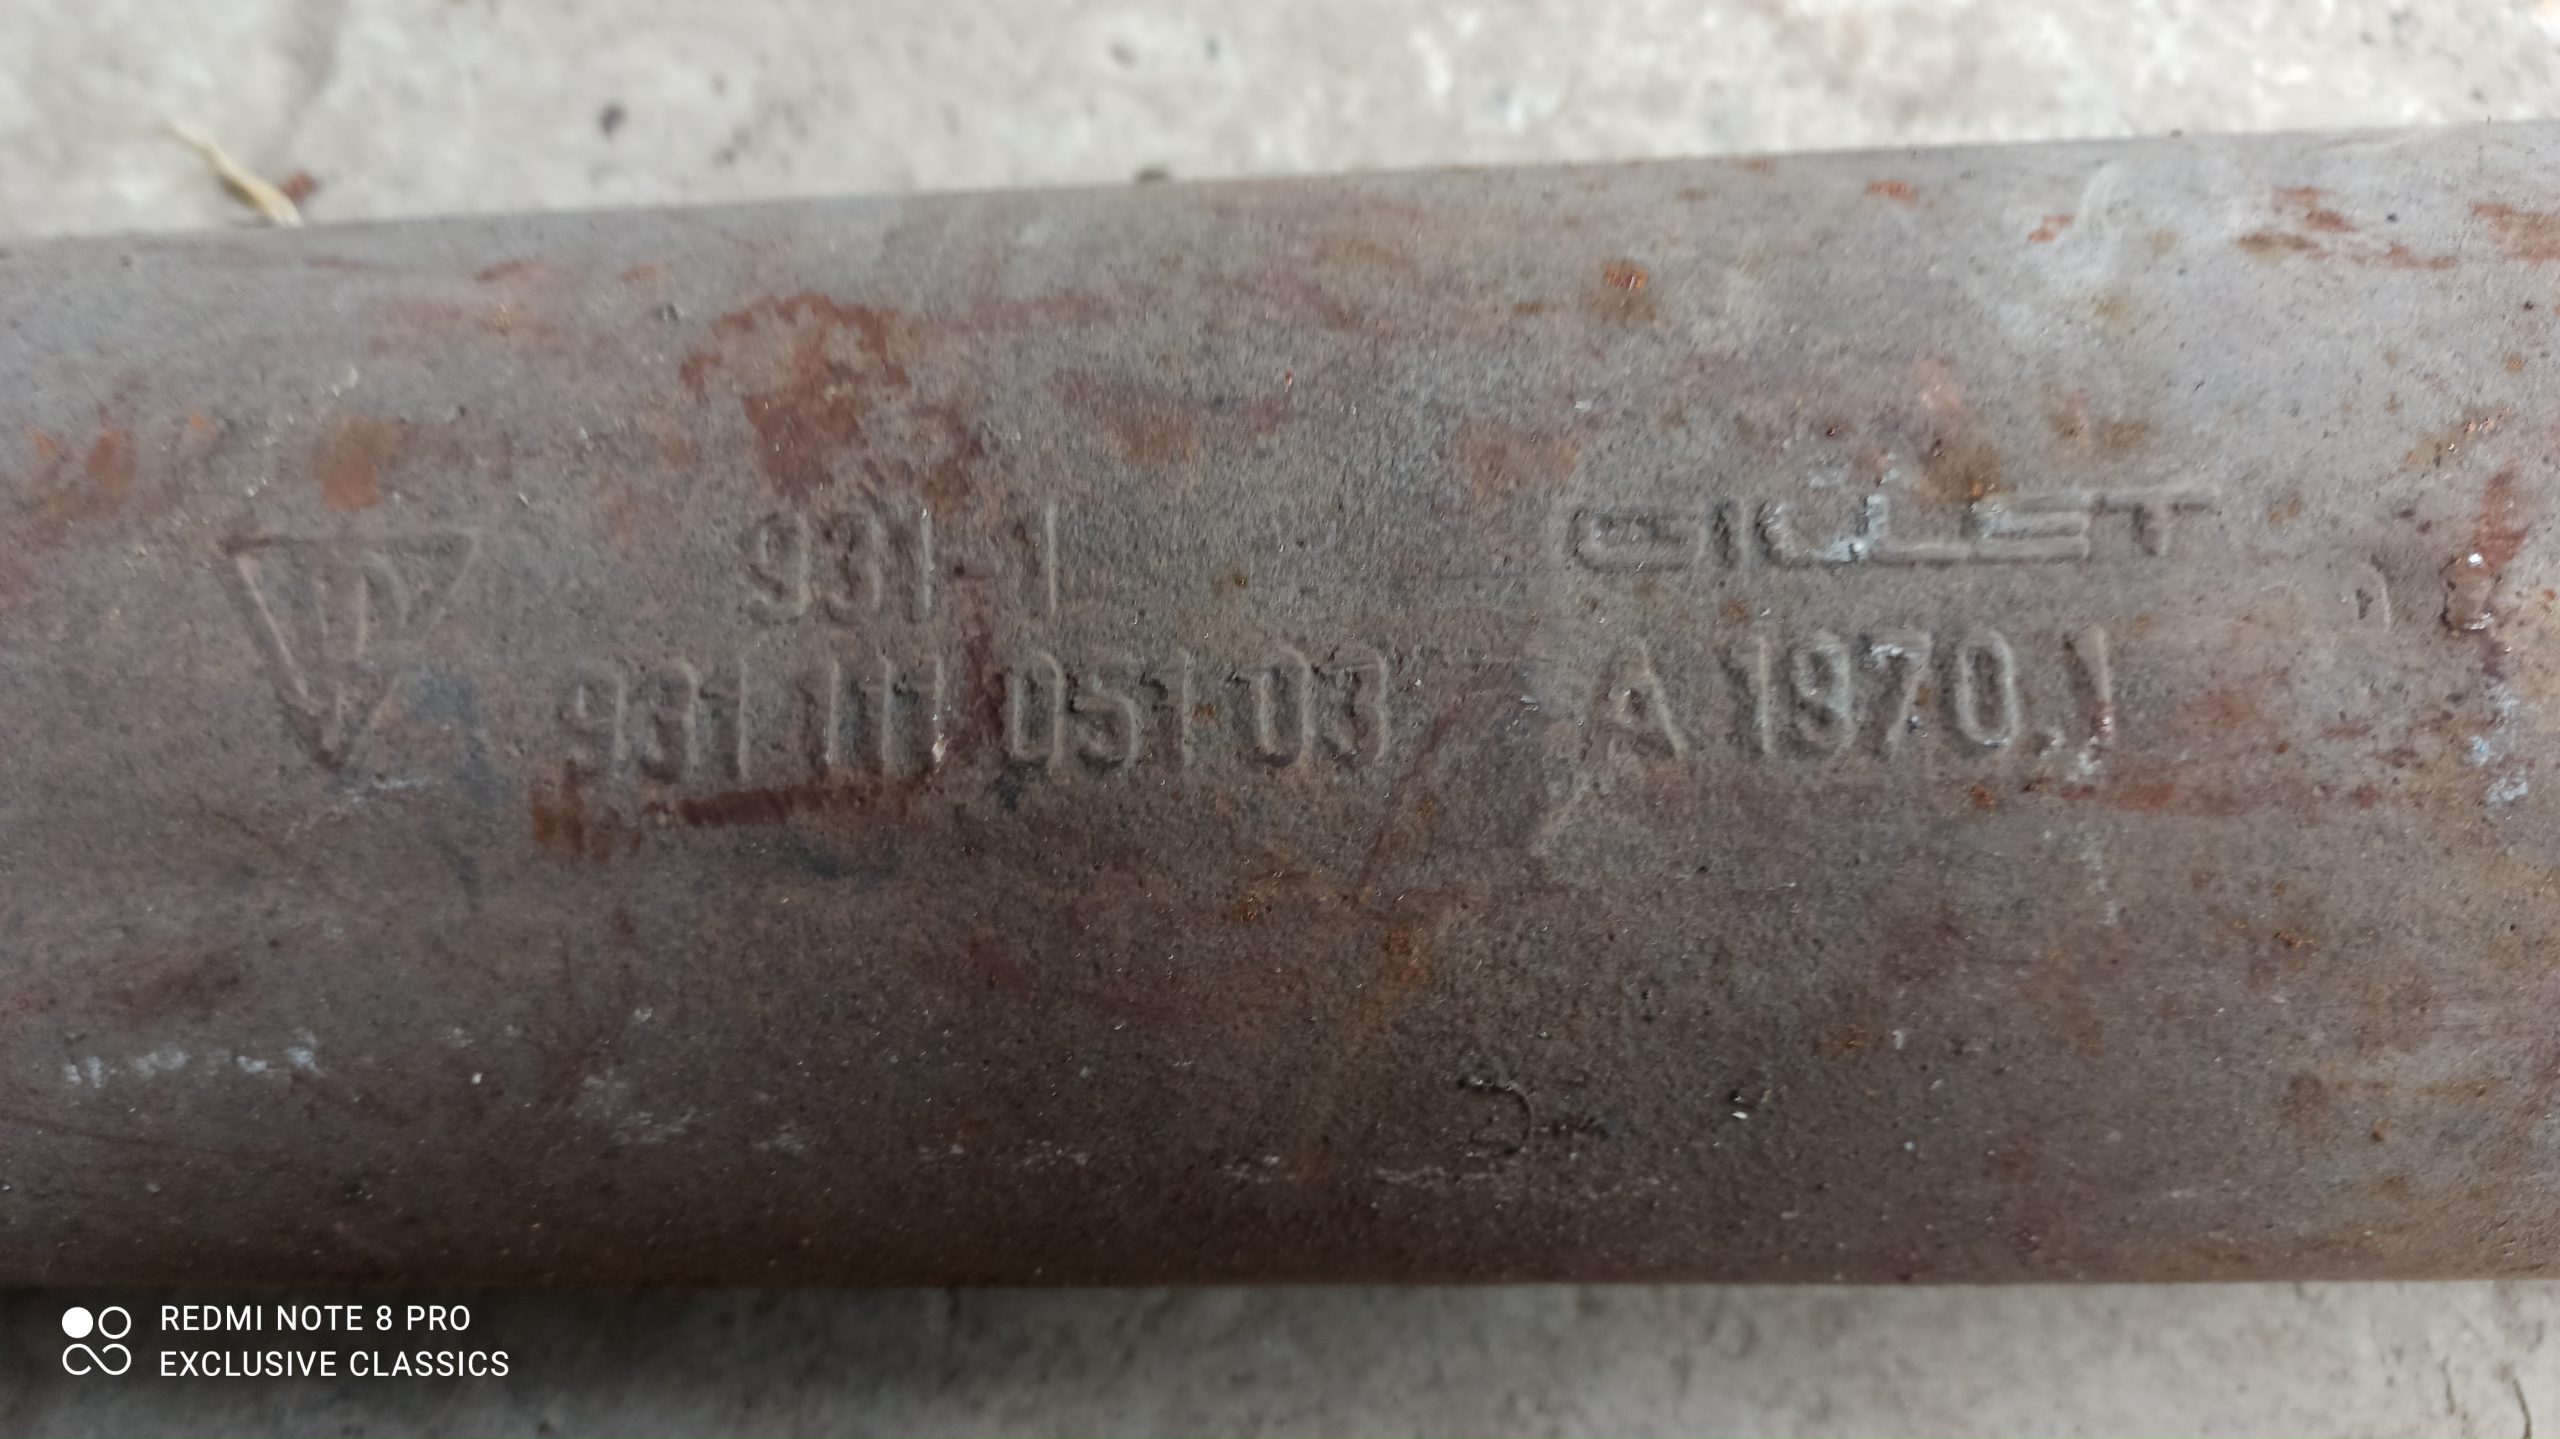 931-1
GILLET
931 111 051 03
A 1970.1
REDMI NOTE 8 PRO
EXCLUSIVE CLASSICS